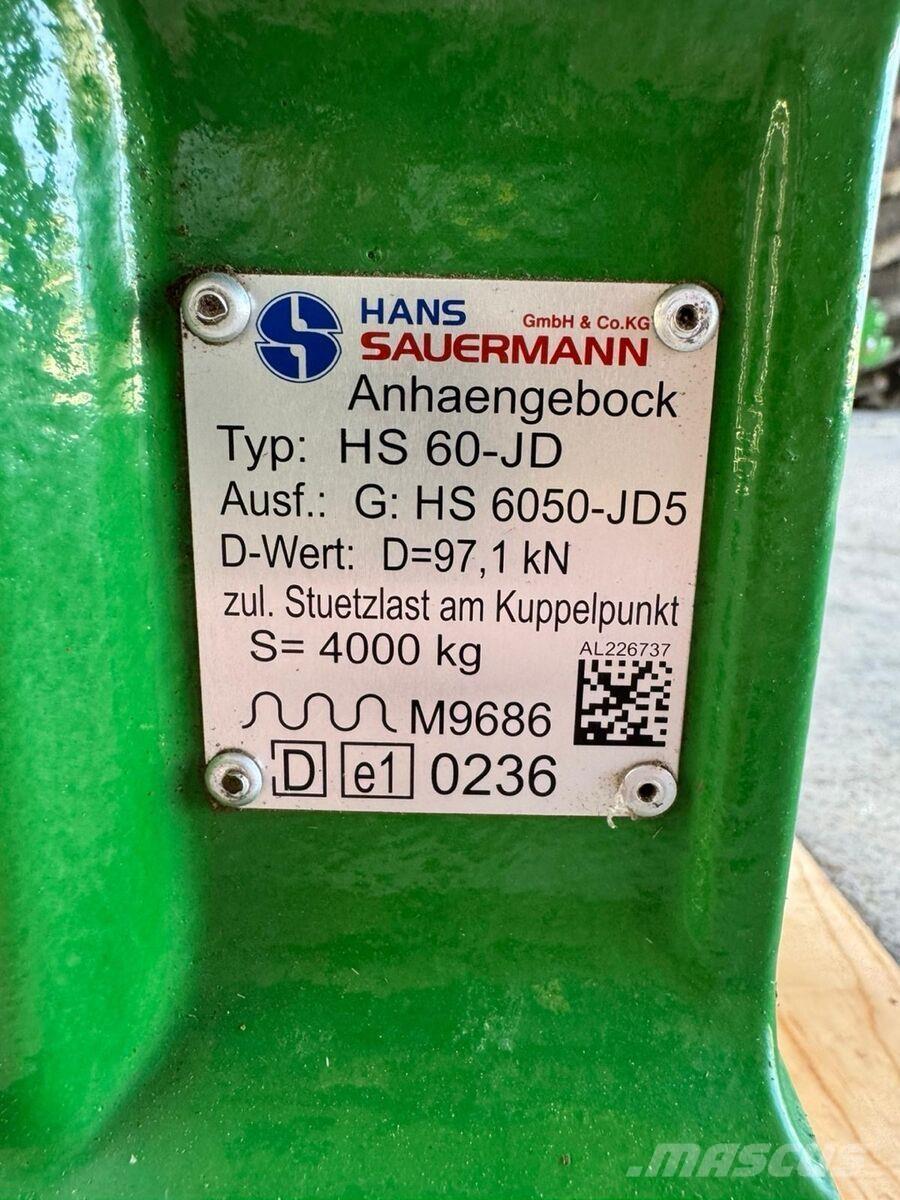 HANS
SAUERMANN GmbH & Co.KG
Anhaengebock
Typ: HS 60-JD
Ausf.: G: HS 6050-JD5
D-Wert: D=97,1 kN
zul. Stuetzlast am Kuppelpunkt
S= 4000 kg
AL226737
M9686
D e1 0236
MASCUS